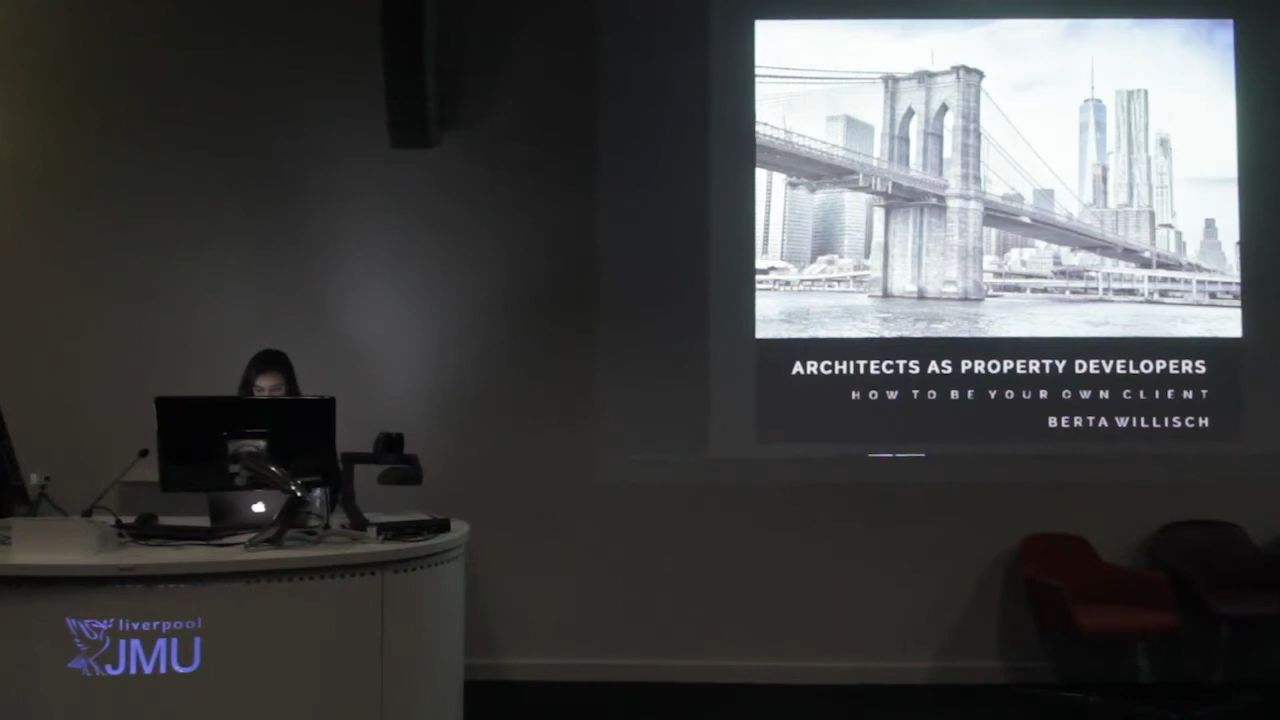 ARCHITECTS AS PROPERTY DEVELOPERS
HOW TO BE YOUR OWN CLIENT
BERTA WILLISCH
liverpool
JMU